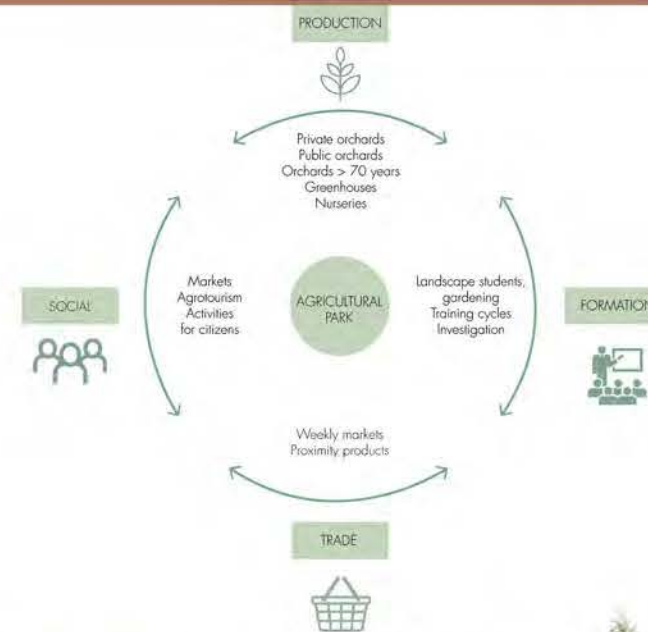 PRODUCTION
Private orchards
Public orchards
Orchards > 70 years
Greenhouses
Nurseries
SOCIAL
Markets
Agrotourism
Activities
for citizens
AGRICULTURAL
PARK
Landscape students,
gardening
Training cycles
Investigation
FORMATION
Weekly markets
Proximity products
TRADE